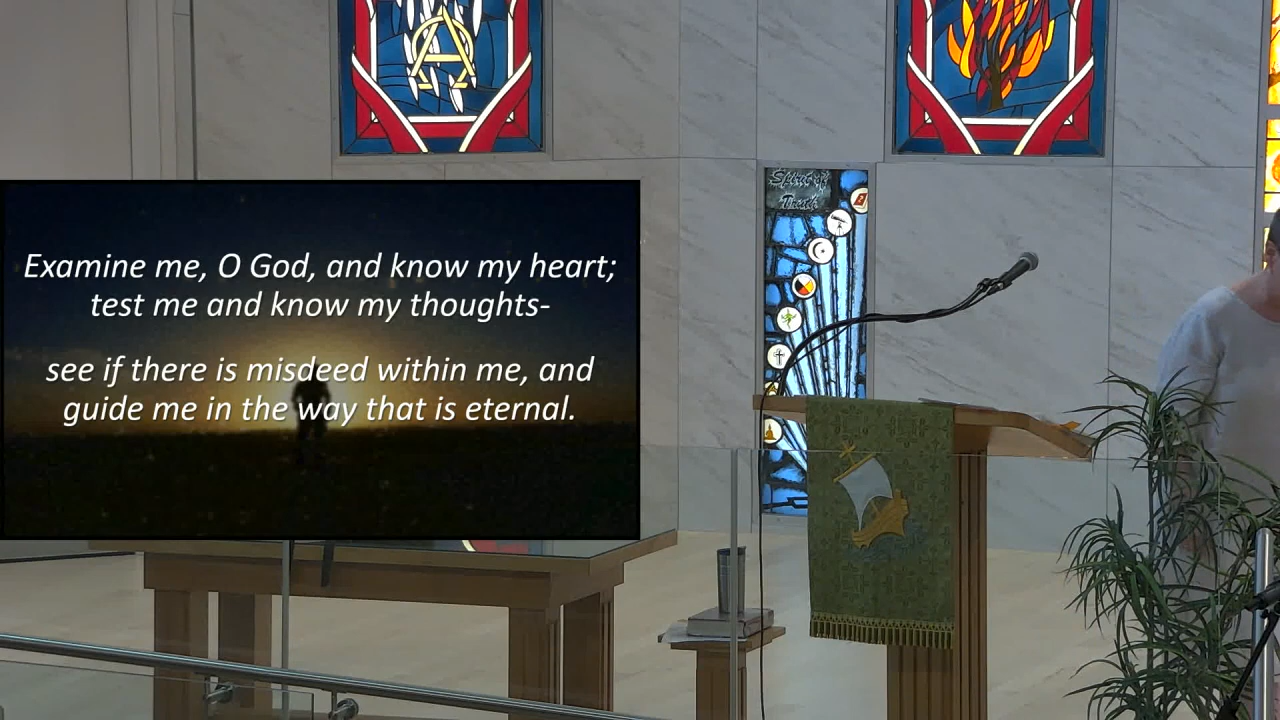 Examine me, O God, and know my heart;
test me and know my thoughts-
see if there is misdeed within me, and
guide me in the way that is eternal.
Spirit of
Truth